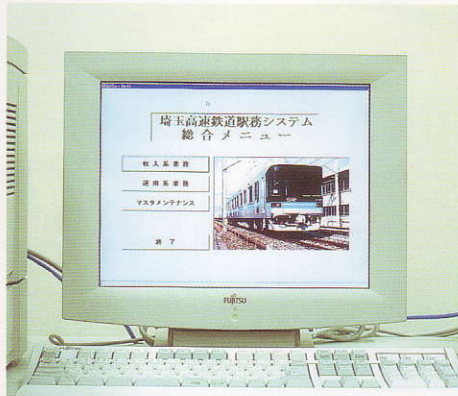 埼玉高速鉄道駅務システム
総合メニュー
収入系業務
運用系業務
マスタメンテナンス
終了
FUJITSU